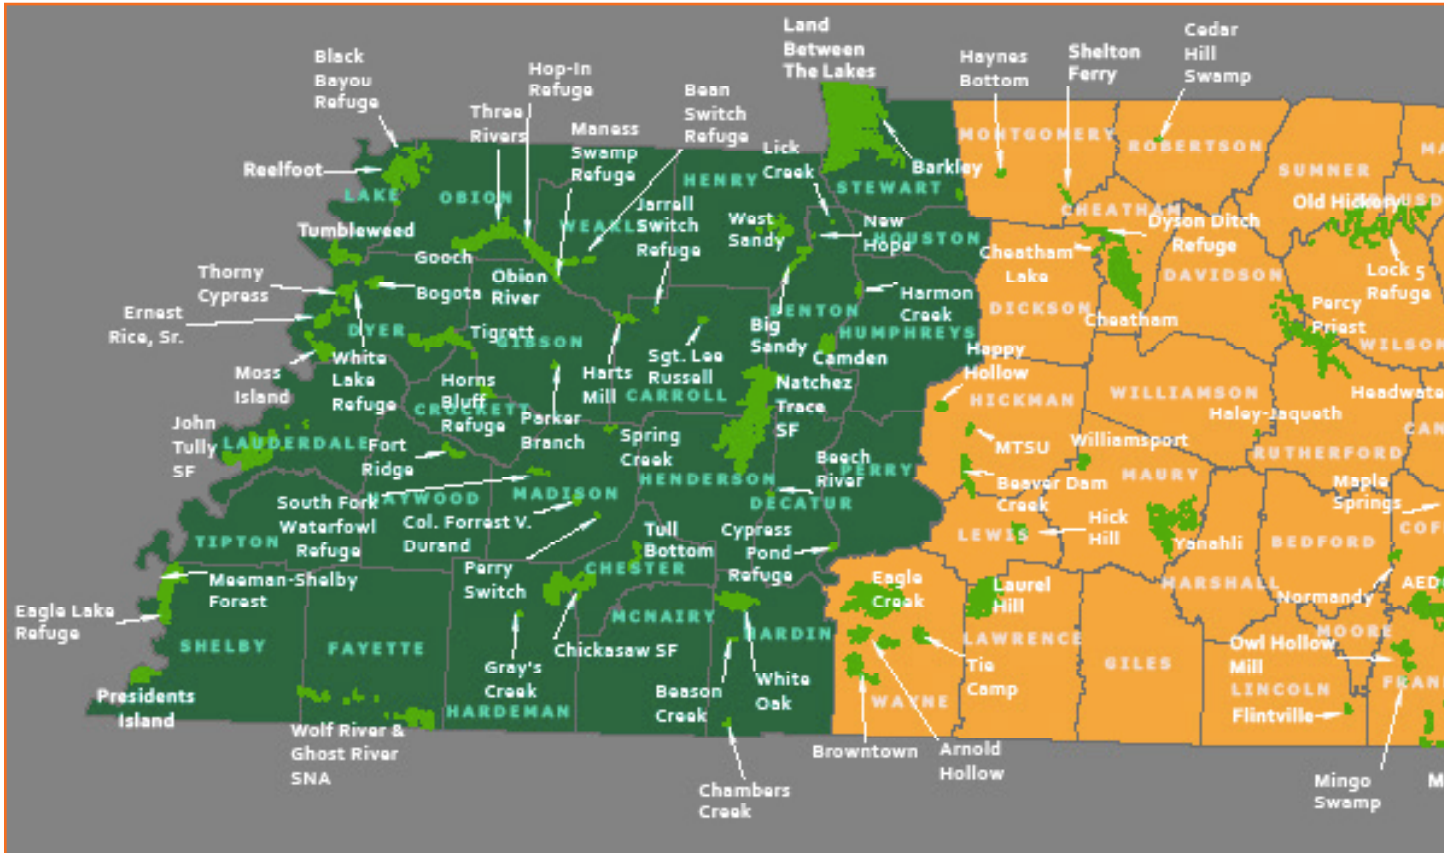 Land
Between
The Lakes
Cedar
Hill
Swamp
Black
Bayou
Refuge
Hop-In
Refuge
Haynes
Bottom
Shelton
Ferry
Bean
Switch
Refuge
Three
Rivers
Maness
Swamp
Refuge
Lick
Creek
Barkley
MONTGOMERY
ROBERTSON
SUMNER
Reelfoot
LAKE
OBION
HENRY
STEWART
Jarrell
Switch
Refuge
WEAKL
West
Sandy
New
Hope
HOUSTON
CHEATHAM
Dyson Ditch
Refuge
Old Hickory
Tumbleweed
Gooch
Obion
River
Cheatham
Lake
DAVIDSON
Lock 5
Refuge
Thorny
Cypress
Bogota
Harmon
Creek
DICKSON
Cheatham
Percy
Priest
Ernest
Rice, Sr.
DYER
Tigrett
GIBSON
BENTON
HUMPHREYS
Big
Sandy
Camden
WILSON
Moss
Island
White
Lake
Refuge
Horns
Bluff
Refuge
CROCKETT
Harts
Mill
Sgt. Lee
Russell
CARROLL
Natchez
Trace
SF
Happy
Hollow
HICKMAN
WILLIAMSON
Headwate
Haley-Jaqueth
John
Tully
SF
LAUDERDALE
Fort
Ridge
Parker
Branch
Spring
Creek
Beech
River
PERRY
MTSU
Williamsport
RUTHERFORD
CAN
South Fork
Waterfowl
Refuge
HAYWOOD
MADISON
HENDERSON
DECATUR
Beaver Dam
Creek
MAURY
Maple
Springs
Col. Forrest V.
Durand
Tull
Bottom
Cypress
Pond
Refuge
LEWIS
Hick
Hill
Yanahli
BEDFORD
COF
TIPTON
Meeman-Shelby
Forest
Perry
Switch
CHESTER
Eagle
Creek
Laurel
Hill
MARSHALL
Normandy
AED
Eagle Lake
Refuge
SHELBY
FAYETTE
MCNAIRY
HARDIN
LAWRENCE
GILES
MOORE
Owl Hollow
Mill
Gray's
Creek
Chickasaw SF
Tie
Camp
Presidents
Island
HARDEMAN
Beason
Creek
White
Oak
WAYNE
LINCOLN
Flintville
FRAN
Wolf River &
Ghost River
SNA
Browntown
Arnold
Hollow
Chambers
Creek
Mingo
Swamp
M